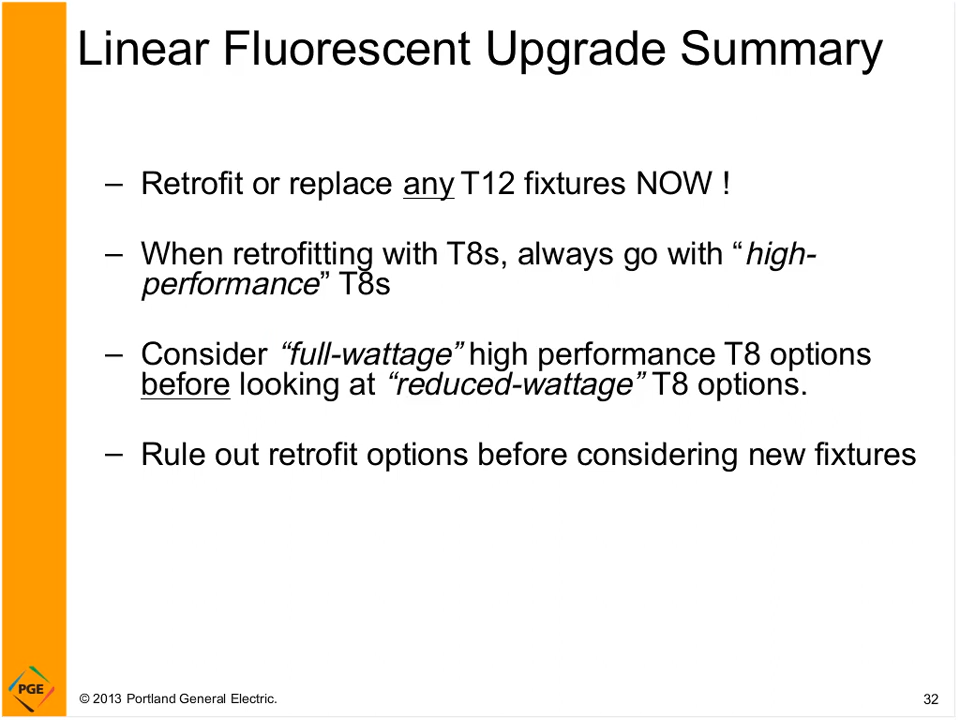 Linear Fluorescent Upgrade Summary
– Retrofit or replace any T12 fixtures NOW !
– When retrofitting with T8s, always go with “high-
performance” T8s
– Consider “full-wattage” high performance T8 options
before looking at “reduced-wattage” T8 options.
– Rule out retrofit options before considering new fixtures
PGE
© 2013 Portland General Electric.
32